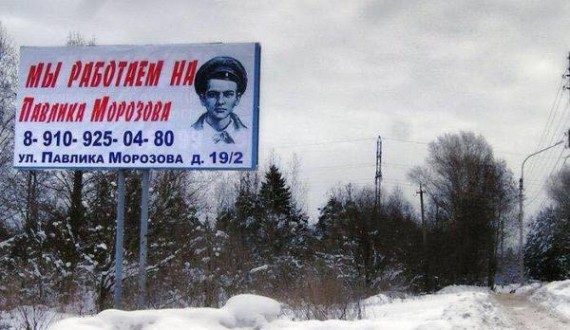 Мы работаем на
Павлика Морозова
8- 910- 925- 04- 80
ул. Павлика Морозова д. 19/2